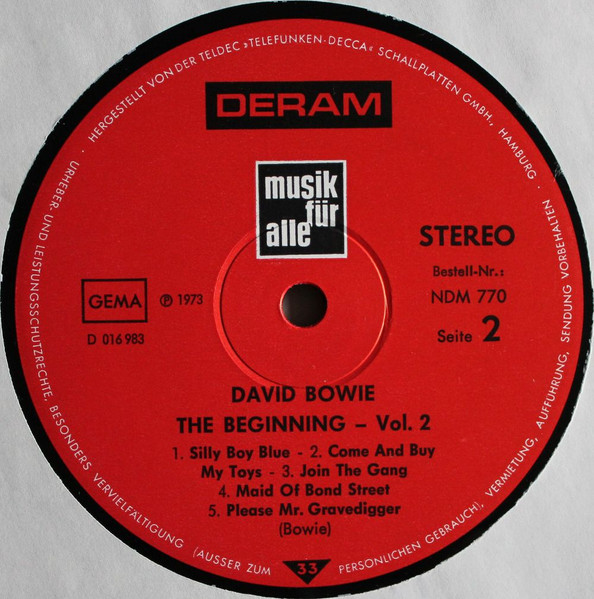 HERGESTELLT VON DER TELDEC »TELEFUNKEN-DECCA« SCHALLPLATTEN GMBH., HAMBURG ·
URHEBER- UND LEISTUNGSSCHUTZRECHTE, BESONDERS VERVIELFÄLTIGUNG (AUSSER ZUM PERSÖNLICHEN GEBRAUCH), VERMIETUNG, AUFFÜHRUNG, SENDUNG VORBEHALTEN ·
DERAM
musik
für
alle
STEREO
Bestell-Nr.:
NDM 770
Seite 2
GEMA
℗ 1973
D 016 983
DAVID BOWIE
THE BEGINNING – Vol. 2
1. Silly Boy Blue - 2. Come And Buy
My Toys - 3. Join The Gang
4. Maid Of Bond Street
5. Please Mr. Gravedigger
(Bowie)
33